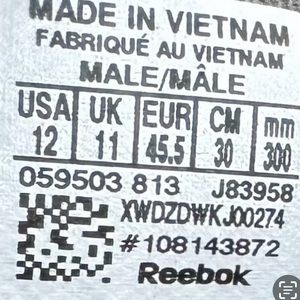 MADE IN VIETNAM
FABRIQUÉ AU VIETNAM
MALE/MÂLE
USA UK EUR CM mm
12 11 45.5 30 300
059503 813 J83958
XWDZDWKJ00274
#108143872
Reebok